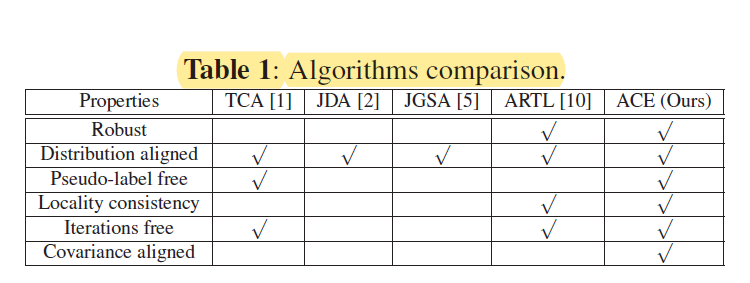 Table 1: Algorithms comparison.
Properties TCA [1] JDA [2] JGSA [5] ARTL [10] ACE (Ours)
Robust √ √
Distribution aligned √ √ √ √ √
Pseudo-label free √ √
Locality consistency √ √
Iterations free √ √ √
Covariance aligned √